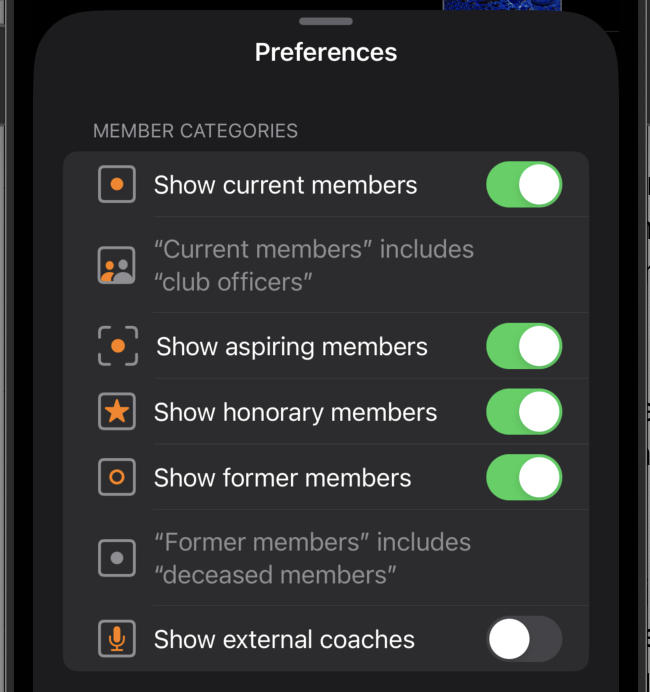 Preferences
MEMBER CATEGORIES
Show current members
“Current members” includes
“club officers”
Show aspiring members
Show honorary members
Show former members
“Former members” includes
“deceased members”
Show external coaches